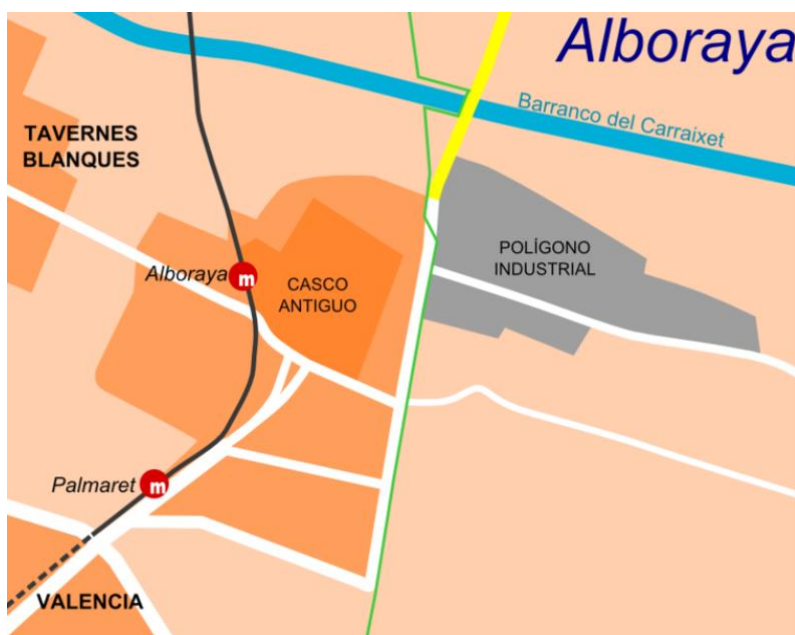 Alboraya
Barranco del Carraixet
TAVERNES
BLANQUES
POLÍGONO
INDUSTRIAL
Alboraya m
CASCO
ANTIGUO
Palmaret m
VALENCIA